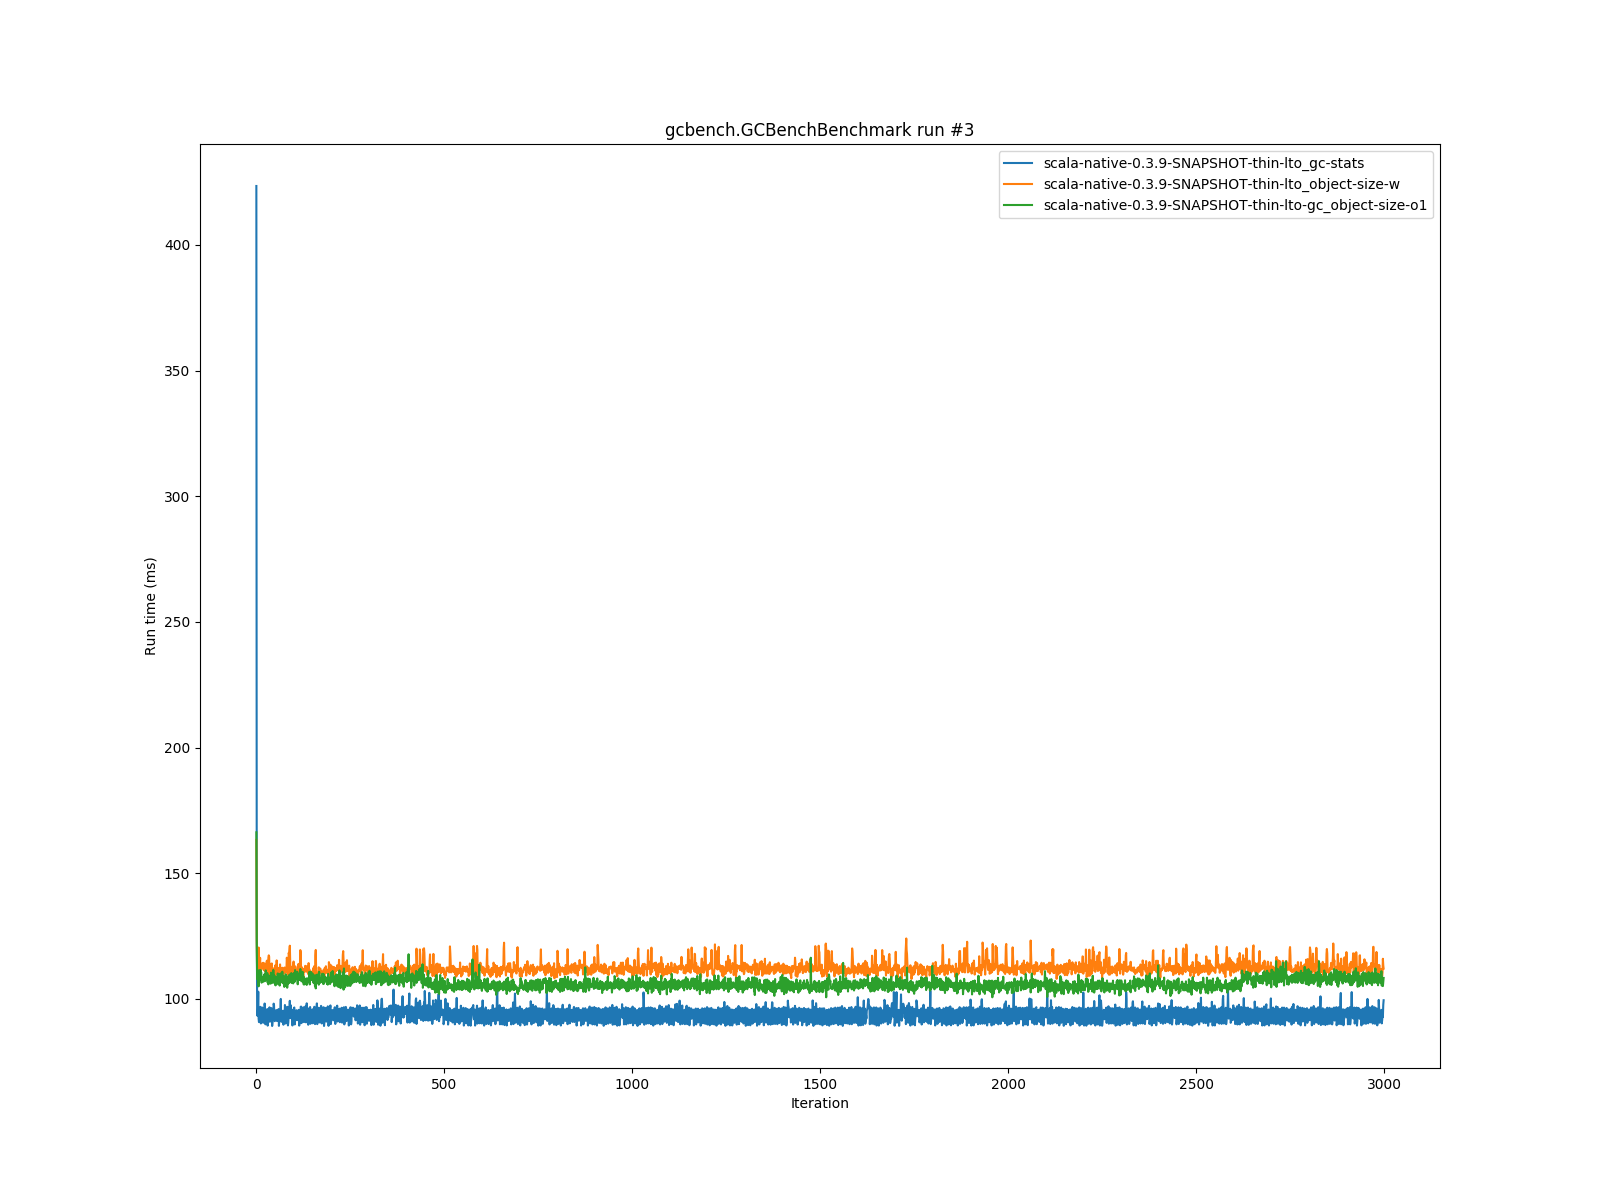 gcbench.GCBenchBenchmark run #3
scala-native-0.3.9-SNAPSHOT-thin-lto_gc-stats
scala-native-0.3.9-SNAPSHOT-thin-lto_object-size-w
scala-native-0.3.9-SNAPSHOT-thin-lto-gc_object-size-o1
400
350
300
250
200
150
100
Run time (ms)
0
500
1000
1500
2000
2500
3000
Iteration